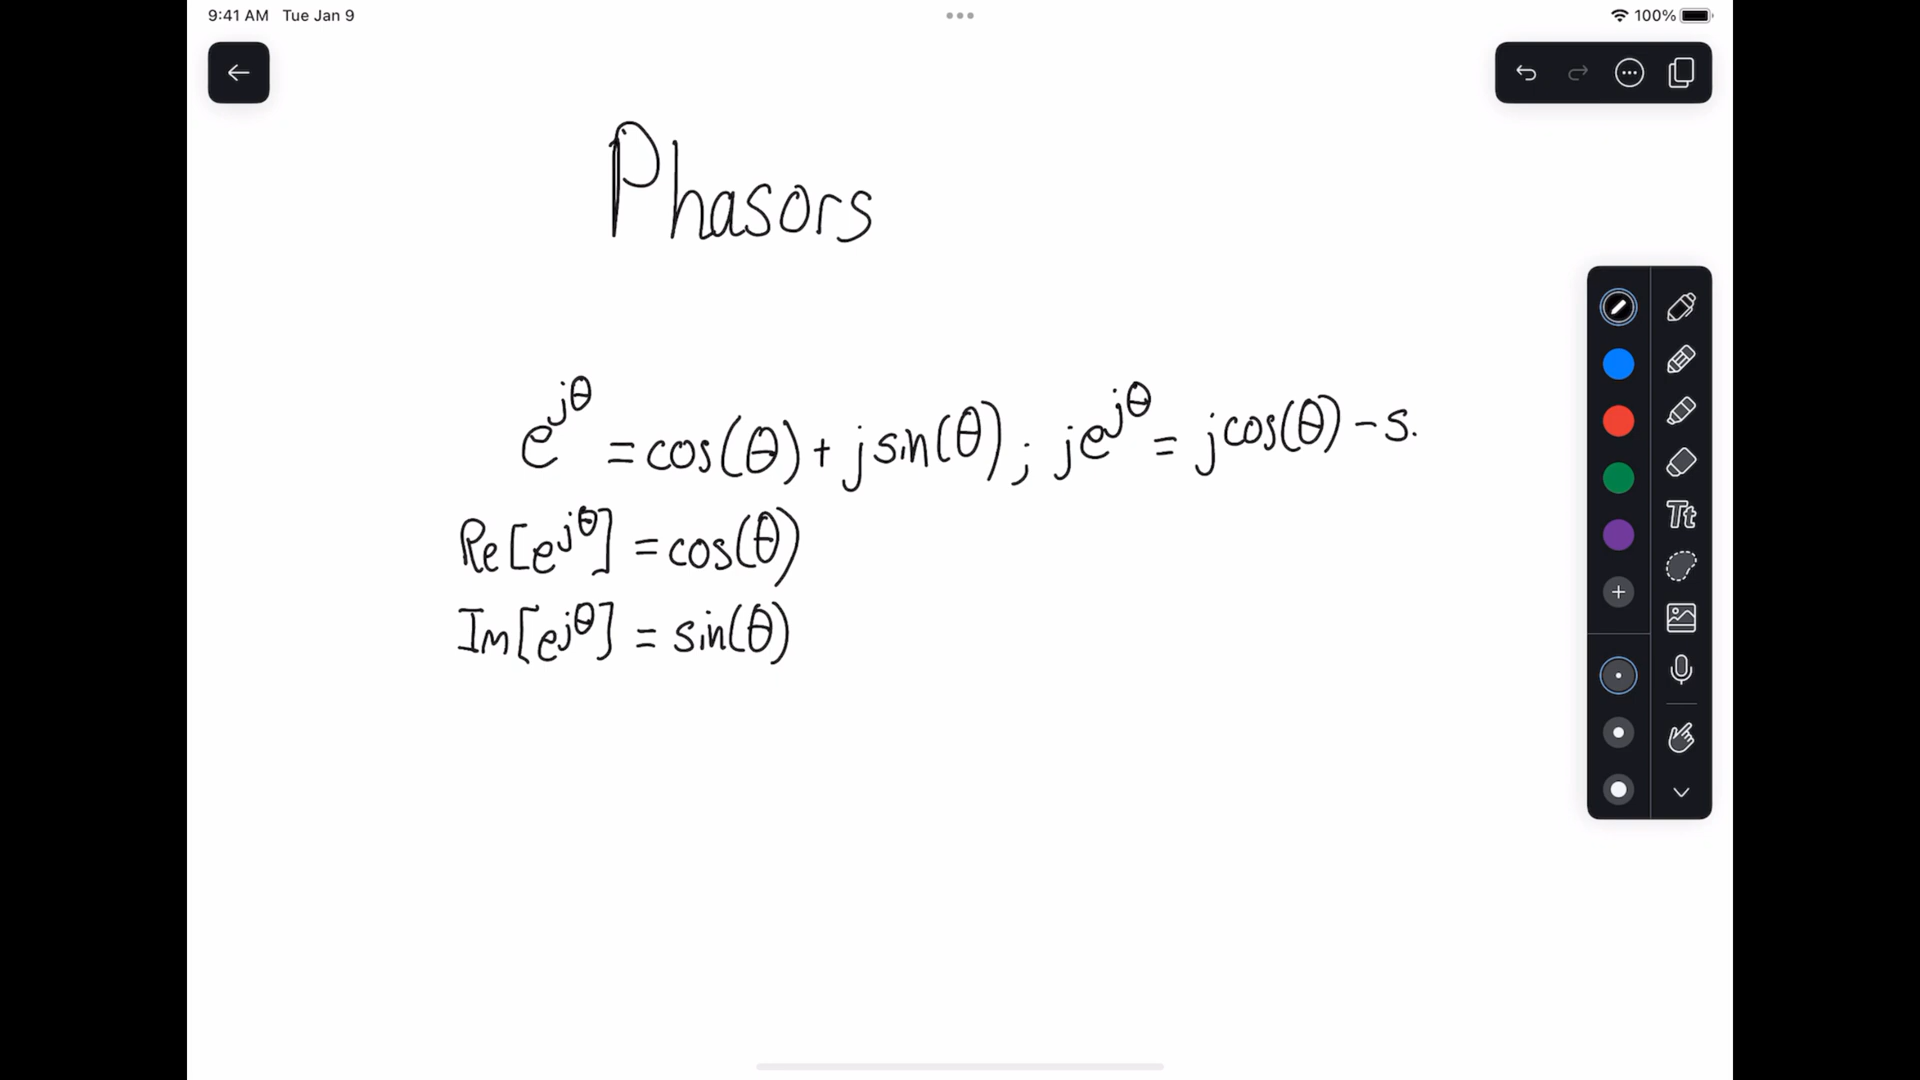 9:41 AM Tue Jan 9 100%
Phasors
e^{jθ} = cos(θ) + j sin(θ) ; je^{jθ} = j cos(θ) - s.
Re[e^{jθ}] = cos(θ)
Im[e^{jθ}] = sin(θ)
Tt